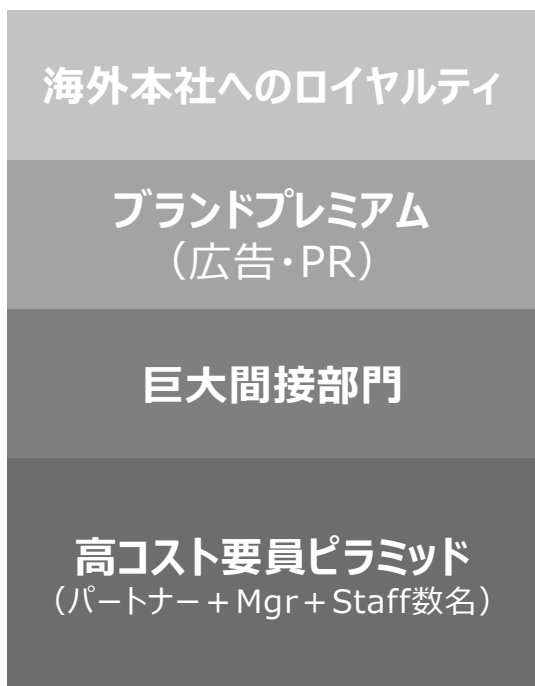 海外本社へのロイヤルティ
ブランドプレミアム
（広告・PR）
巨大間接部門
高コスト要員ピラミッド
（パートナー＋Mgr＋Staff数名）